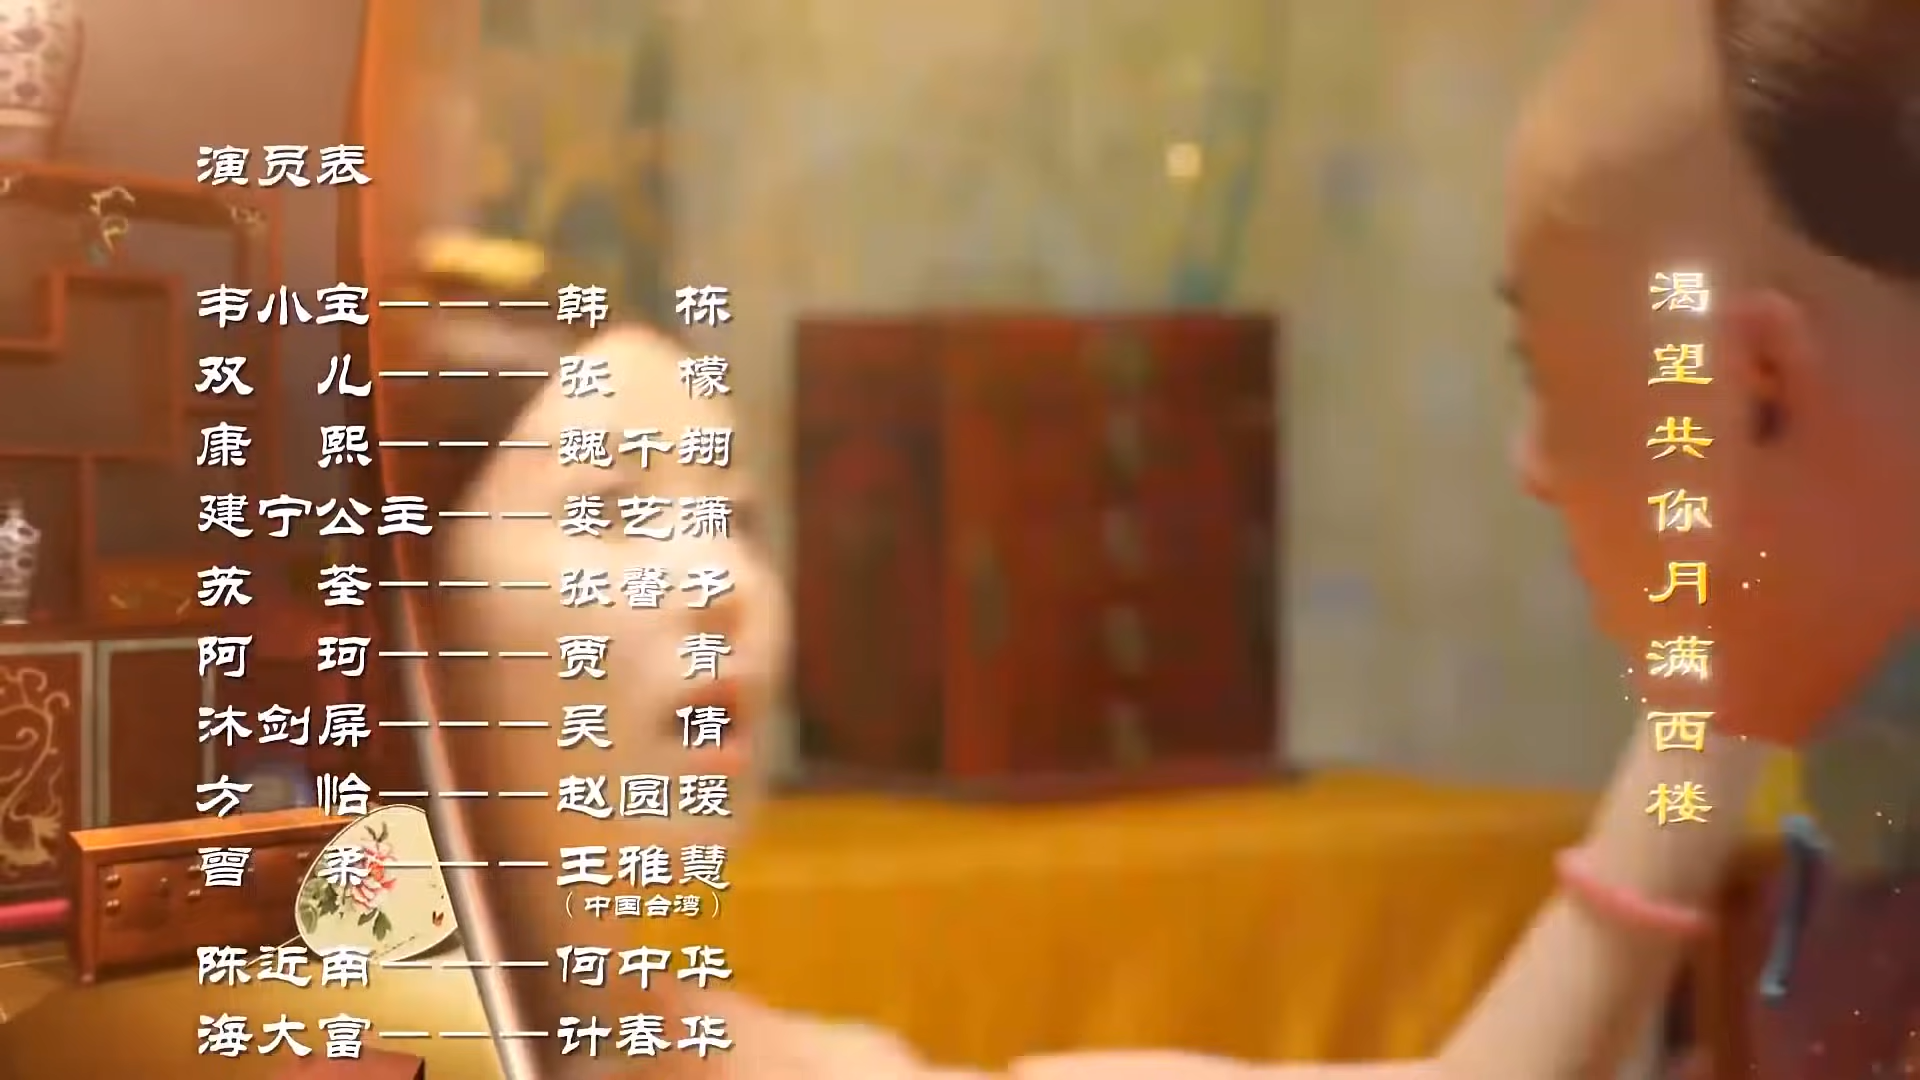 演员表
韦小宝———韩 栋
双 儿———张 檬
康 熙———魏千翔
建宁公主——娄艺潇
苏 荃———张馨予
阿 珂———贾 青
沐剑屏———吴 倩
方 怡———赵圆瑗
曾 柔———王雅慧
（中国台湾）
陈近南———何中华
海大富———计春华
渴望共你月满西楼